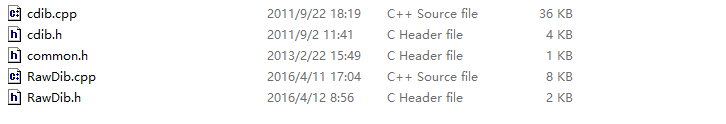 cdib.cpp 2011/9/22 18:19 C++ Source file 36 KB
cdib.h 2011/9/2 11:41 C Header file 4 KB
common.h 2013/2/22 15:49 C Header file 1 KB
RawDib.cpp 2016/4/11 17:04 C++ Source file 8 KB
RawDib.h 2016/4/12 8:56 C Header file 2 KB